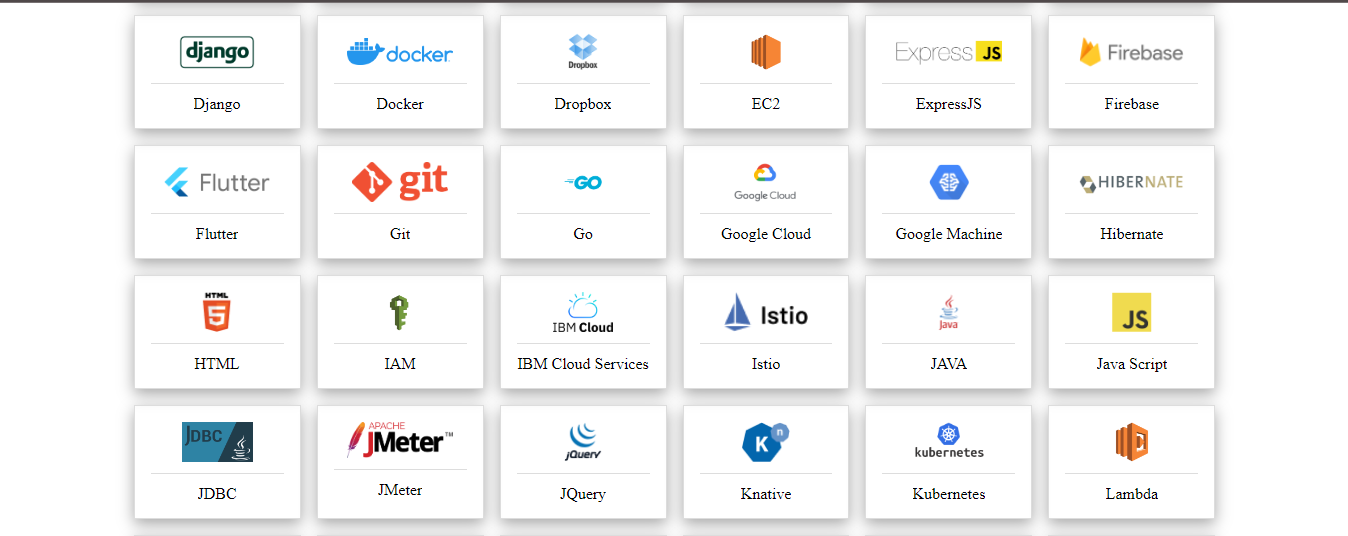 django
docker
Dropbox
Express JS
Firebase
Django
Docker
Dropbox
EC2
ExpressJS
Firebase
Flutter
git
GO
Google Cloud
HIBERNATE
Flutter
Git
Go
Google Cloud
Google Machine
Hibernate
HTML
5
IBM Cloud
Istio
Java
JS
HTML
IAM
IBM Cloud Services
Istio
JAVA
Java Script
JDBC
APACHE
JMeter™
jQuery
K n
kubernetes
JDBC
JMeter
JQuery
Knative
Kubernetes
Lambda